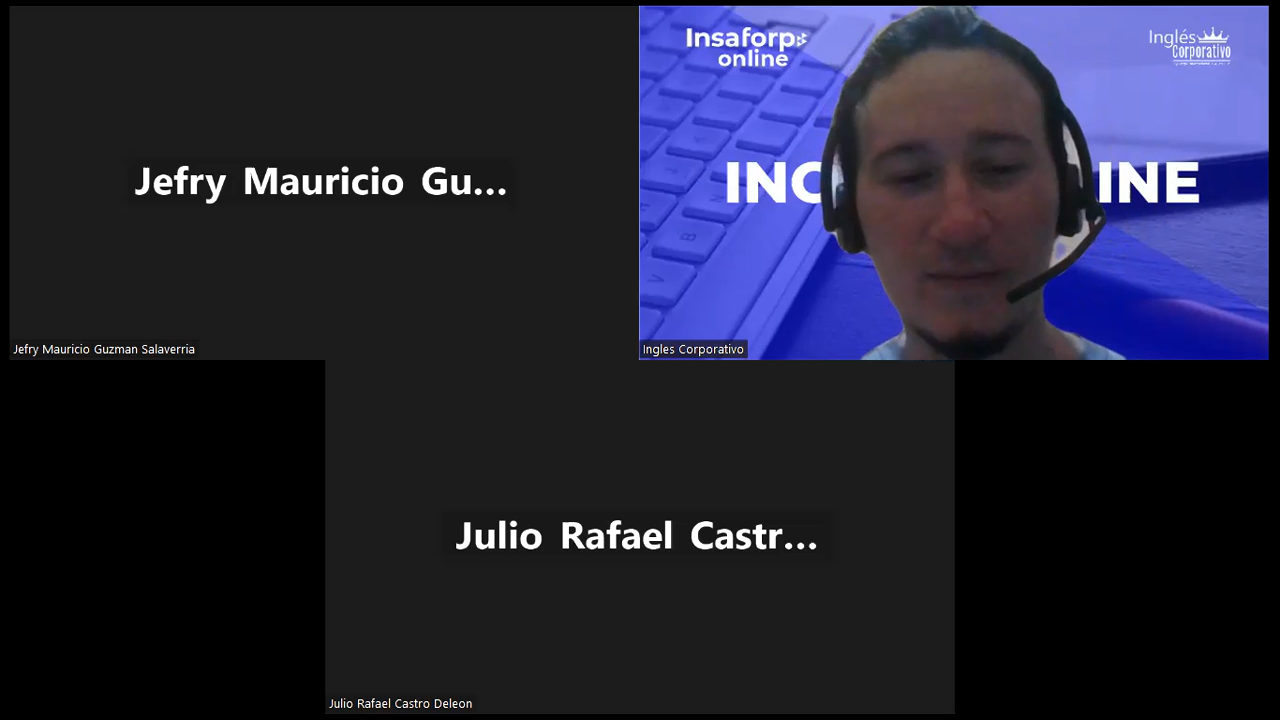 Jefry Mauricio Gu...
Jefry Mauricio Guzman Salaverria
Insaforp
online
Inglés
Corporativo
INE
Ingles Corporativo
Julio Rafael Castr...
Julio Rafael Castro Deleon